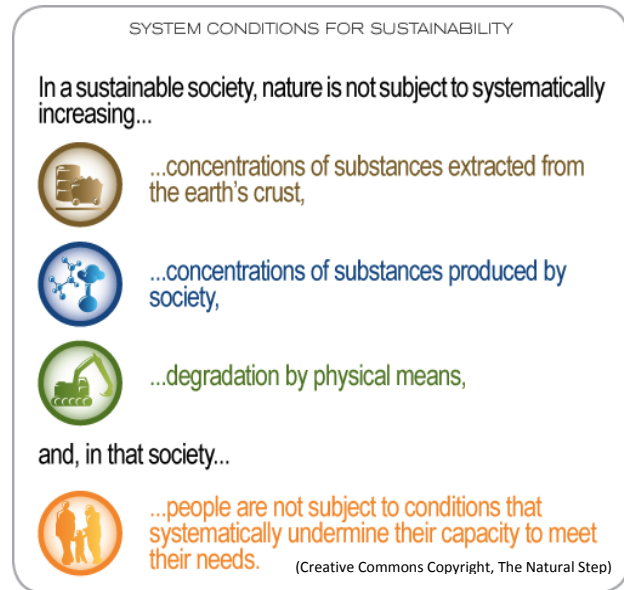 SYSTEM CONDITIONS FOR SUSTAINABILITY
In a sustainable society, nature is not subject to systematically
increasing...
...concentrations of substances extracted from
the earth's crust,
...concentrations of substances produced by
society,
...degradation by physical means,
and, in that society...
...people are not subject to conditions that
systematically undermine their capacity to meet
their needs.
(Creative Commons Copyright, The Natural Step)